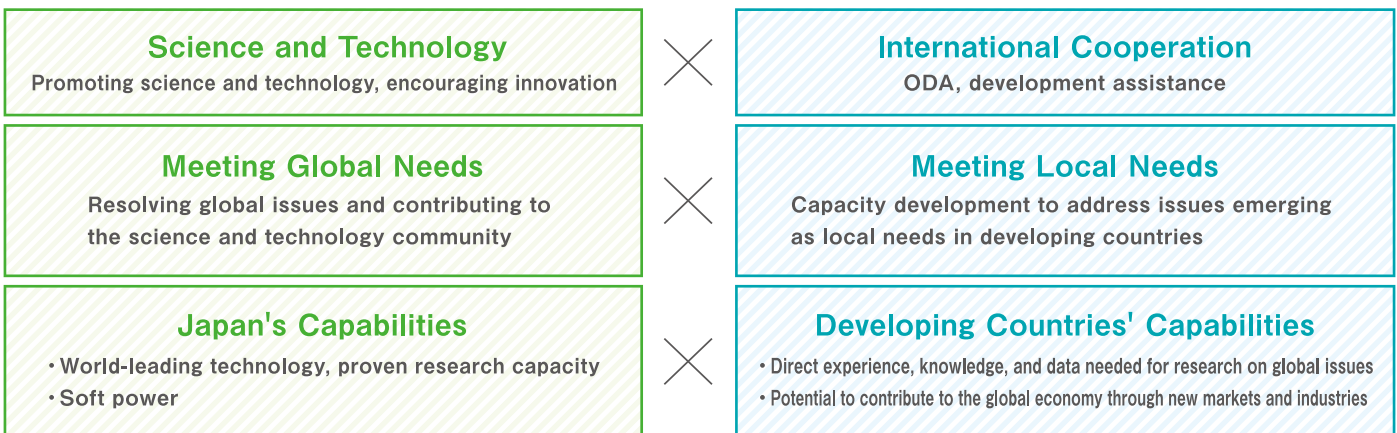 Science and Technology
Promoting science and technology, encouraging innovation
×
International Cooperation
ODA, development assistance
Meeting Global Needs
Resolving global issues and contributing to
the science and technology community
×
Meeting Local Needs
Capacity development to address issues emerging
as local needs in developing countries
Japan's Capabilities
・World-leading technology, proven research capacity
・Soft power
×
Developing Countries' Capabilities
・Direct experience, knowledge, and data needed for research on global issues
・Potential to contribute to the global economy through new markets and industries